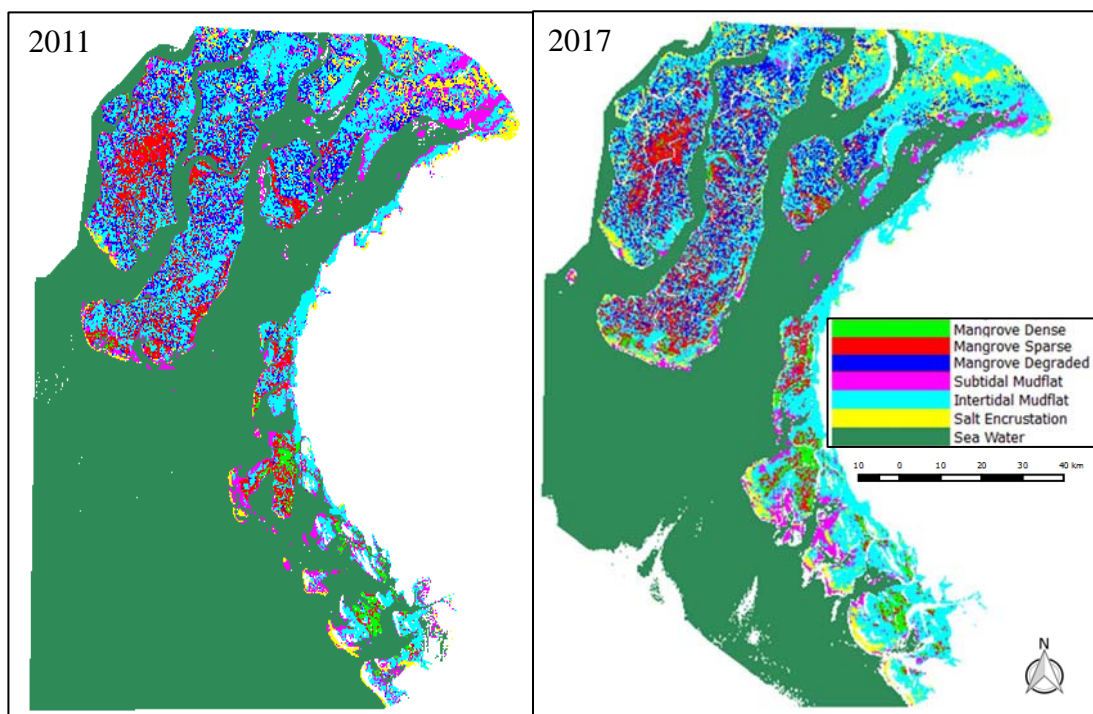 2011
2017
Mangrove Dense
Mangrove Sparse
Mangrove Degraded
Subtidal Mudflat
Intertidal Mudflat
Salt Encrustation
Sea Water
10 0 10 20 30 40 km
N